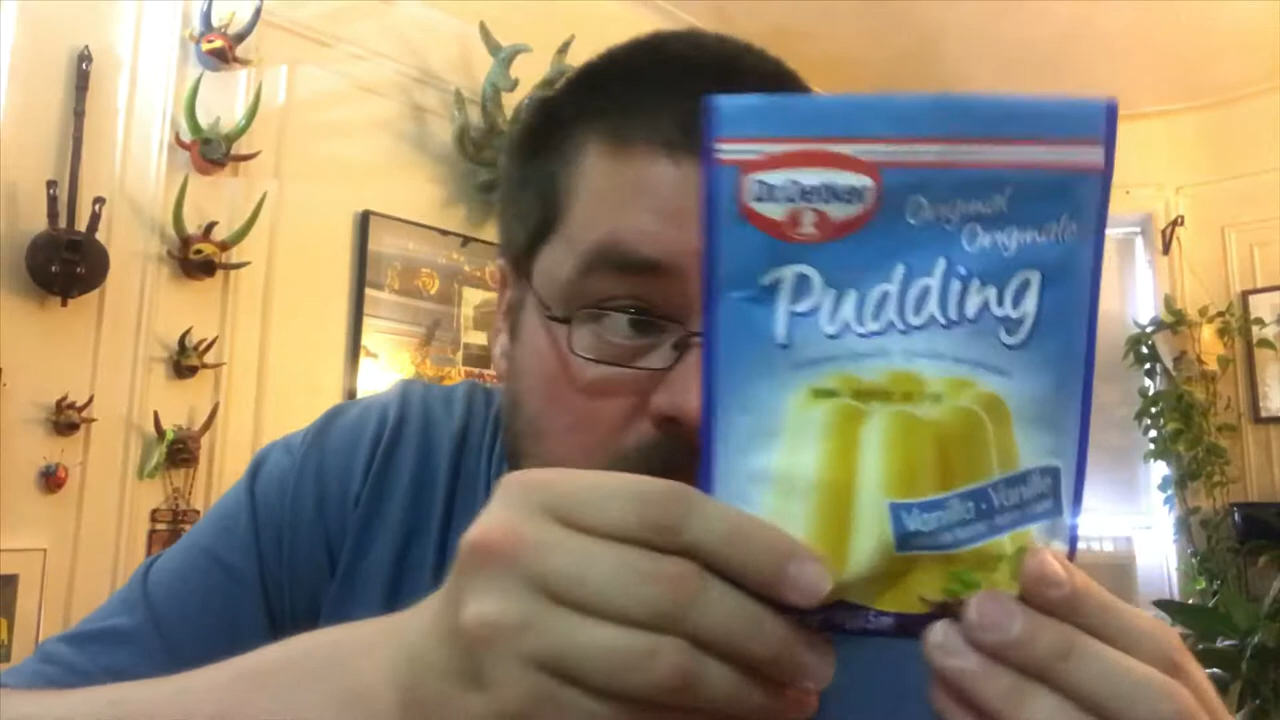 Dr. Oetker
Original
Originale
Pudding
Vanilla • Vanille